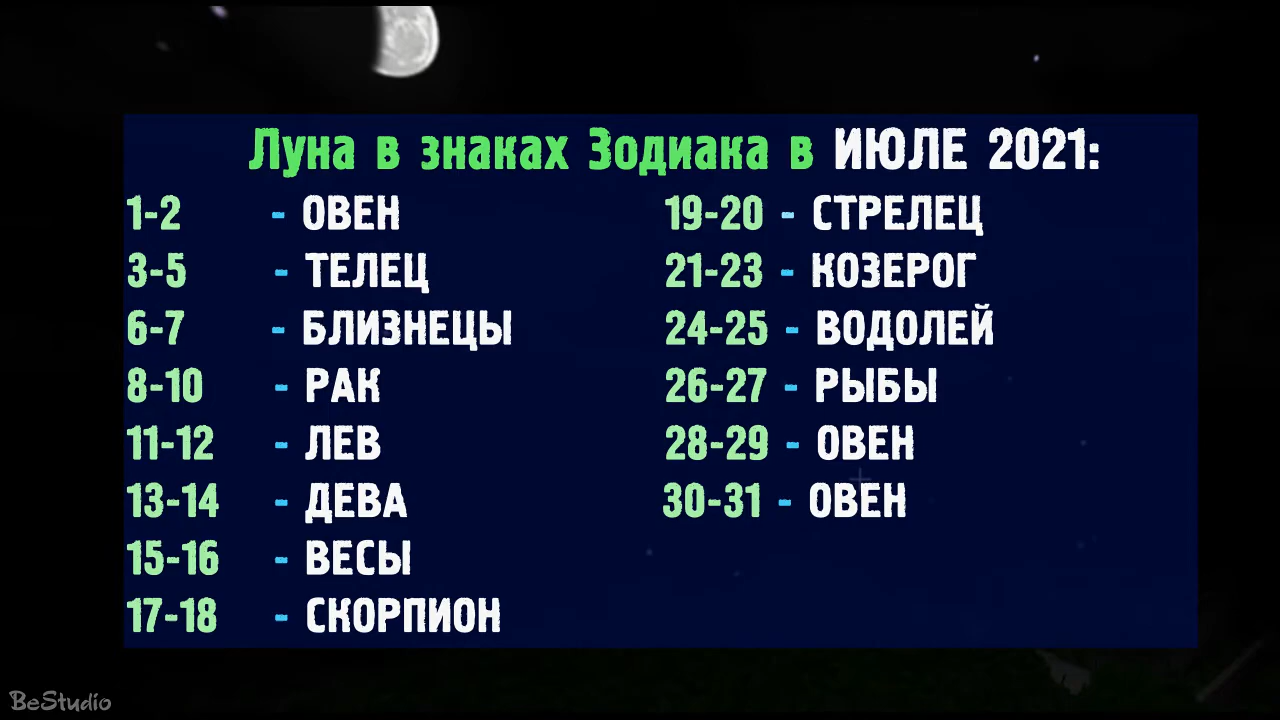 Луна в знаках Зодиака в ИЮЛЕ 2021:
1-2 - ОВЕН
3-5 - ТЕЛЕЦ
6-7 - БЛИЗНЕЦЫ
8-10 - РАК
11-12 - ЛЕВ
13-14 - ДЕВА
15-16 - ВЕСЫ
17-18 - СКОРПИОН
19-20 - СТРЕЛЕЦ
21-23 - КОЗЕРОГ
24-25 - ВОДОЛЕЙ
26-27 - РЫБЫ
28-29 - ОВЕН
30-31 - ОВЕН
BeStudio